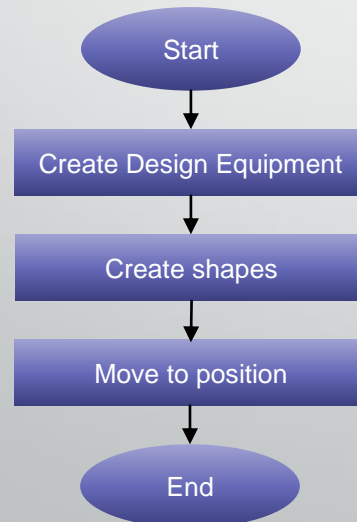 Start
Create Design Equipment
Create shapes
Move to position
End